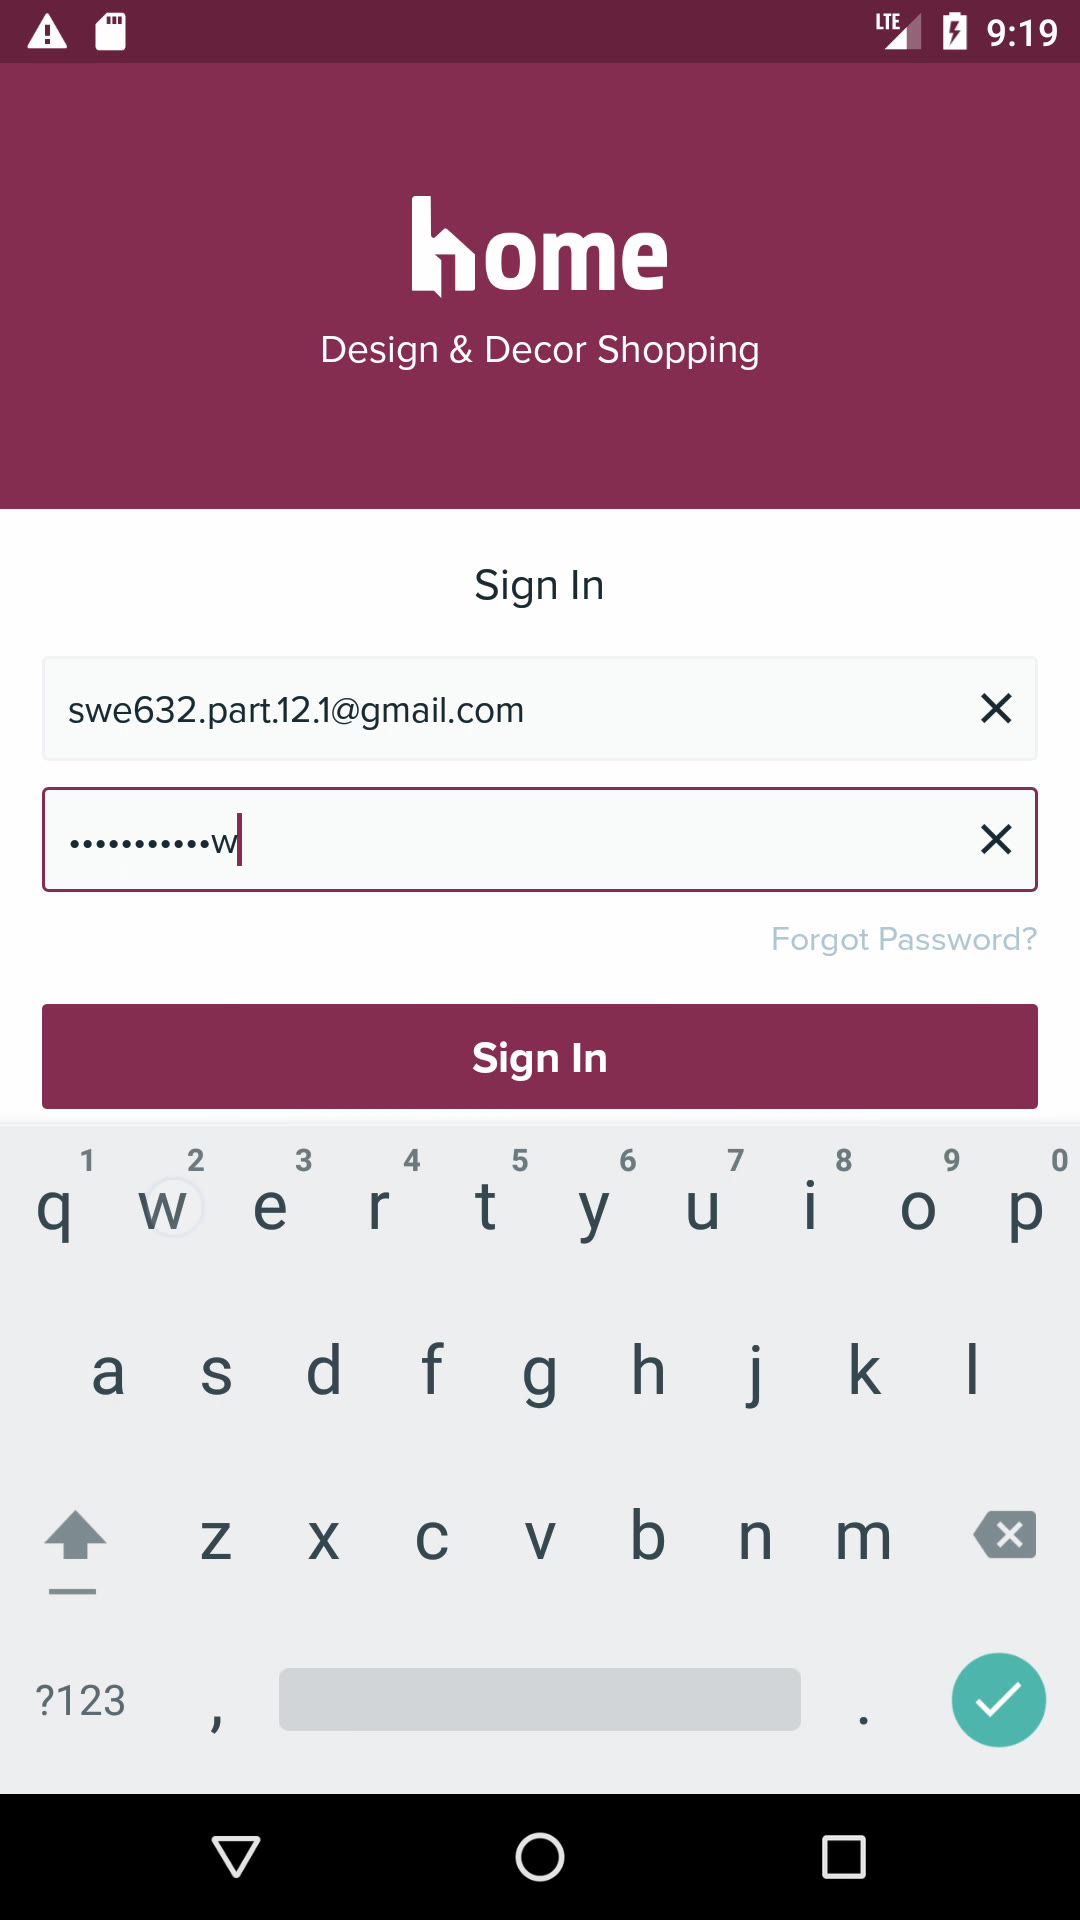 LTE 9:19
home
Design & Decor Shopping
Sign In
swe632.part.12.1@gmail.com
•••••••••••w
Forgot Password?
Sign In
1 2 3 4 5 6 7 8 9 0
q w e r t y u i o p
a s d f g h j k l
z x c v b n m
?123 , .